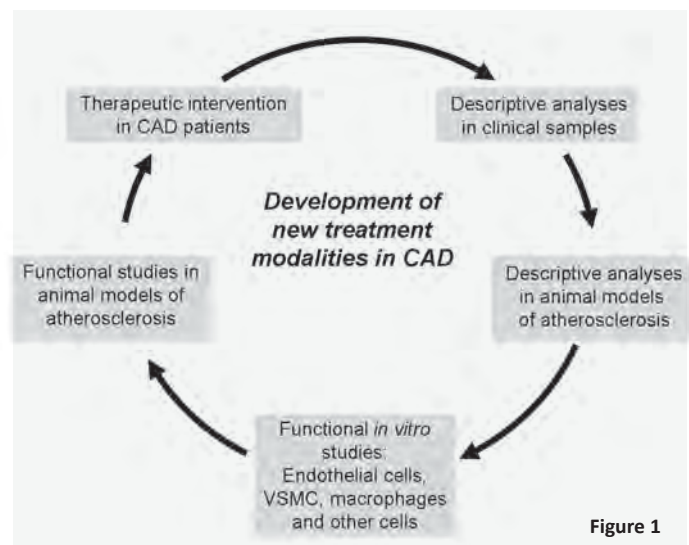 Therapeutic intervention
in CAD patients
Descriptive analyses
in clinical samples
Development of
new treatment
modalities in CAD
Functional studies in
animal models of
atherosclerosis
Descriptive analyses
in animal models
of atherosclerosis
Functional in vitro
studies:
Endothelial cells,
VSMC, macrophages
and other cells
Figure 1